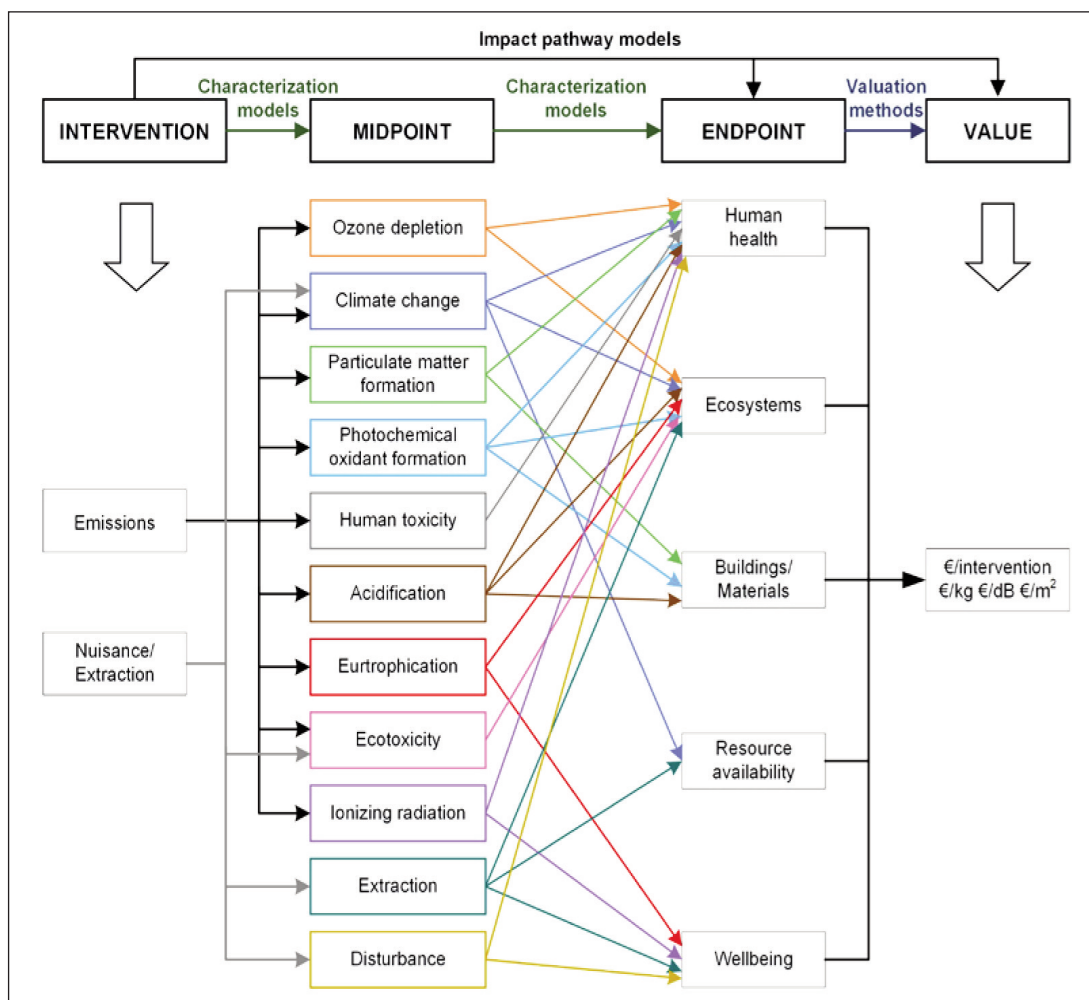 Impact pathway models
Characterization
models
Characterization
models
Valuation
methods
INTERVENTION
MIDPOINT
ENDPOINT
VALUE
Ozone depletion
Climate change
Particulate matter
formation
Photochemical
oxidant formation
Human toxicity
Acidification
Eurtrophication
Ecotoxicity
Ionizing radiation
Extraction
Disturbance
Emissions
Nuisance/
Extraction
Human
health
Ecosystems
Buildings/
Materials
Resource
availability
Wellbeing
€/intervention
€/kg €/dB €/m²